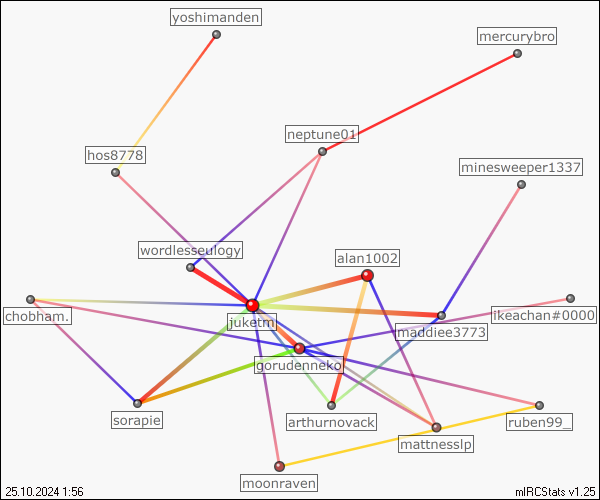 yoshimanden
mercurybro
neptune01
hos8778
minesweeper1337
wordlesseulogy
alan1002
chobham.
juketm
maddiee3773
ikeachan#0000
gorudenneko
sorapie
arthurnovack
ruben99_
mattnesslp
moonraven
25.10.2024 1:56
mIRCStats v1.25